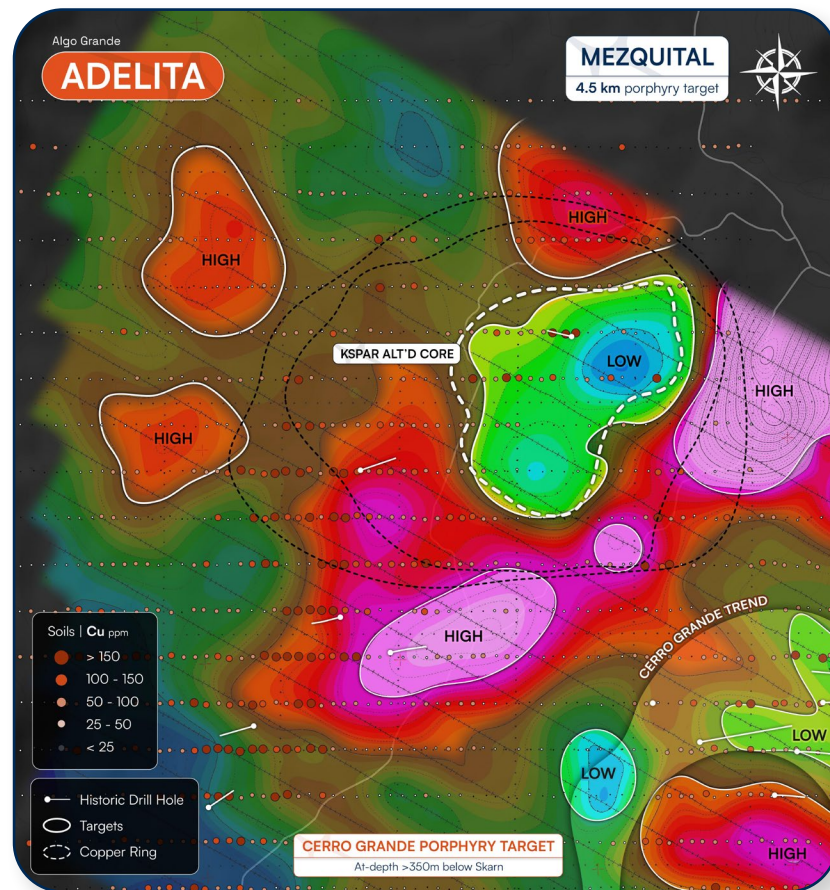 Algo Grande
ADELITA
MEZQUITAL
4.5 km porphyry target
HIGH
HIGH
KSPAR ALT'D CORE
LOW
HIGH
HIGH
HIGH
CERRO GRANDE TREND
Soils | Cu ppm
> 150
100 - 150
50 - 100
25 - 50
< 25
LOW
LOW
Historic Drill Hole
Targets
Copper Ring
CERRO GRANDE PORPHYRY TARGET
At-depth >350m below Skarn
HIGH